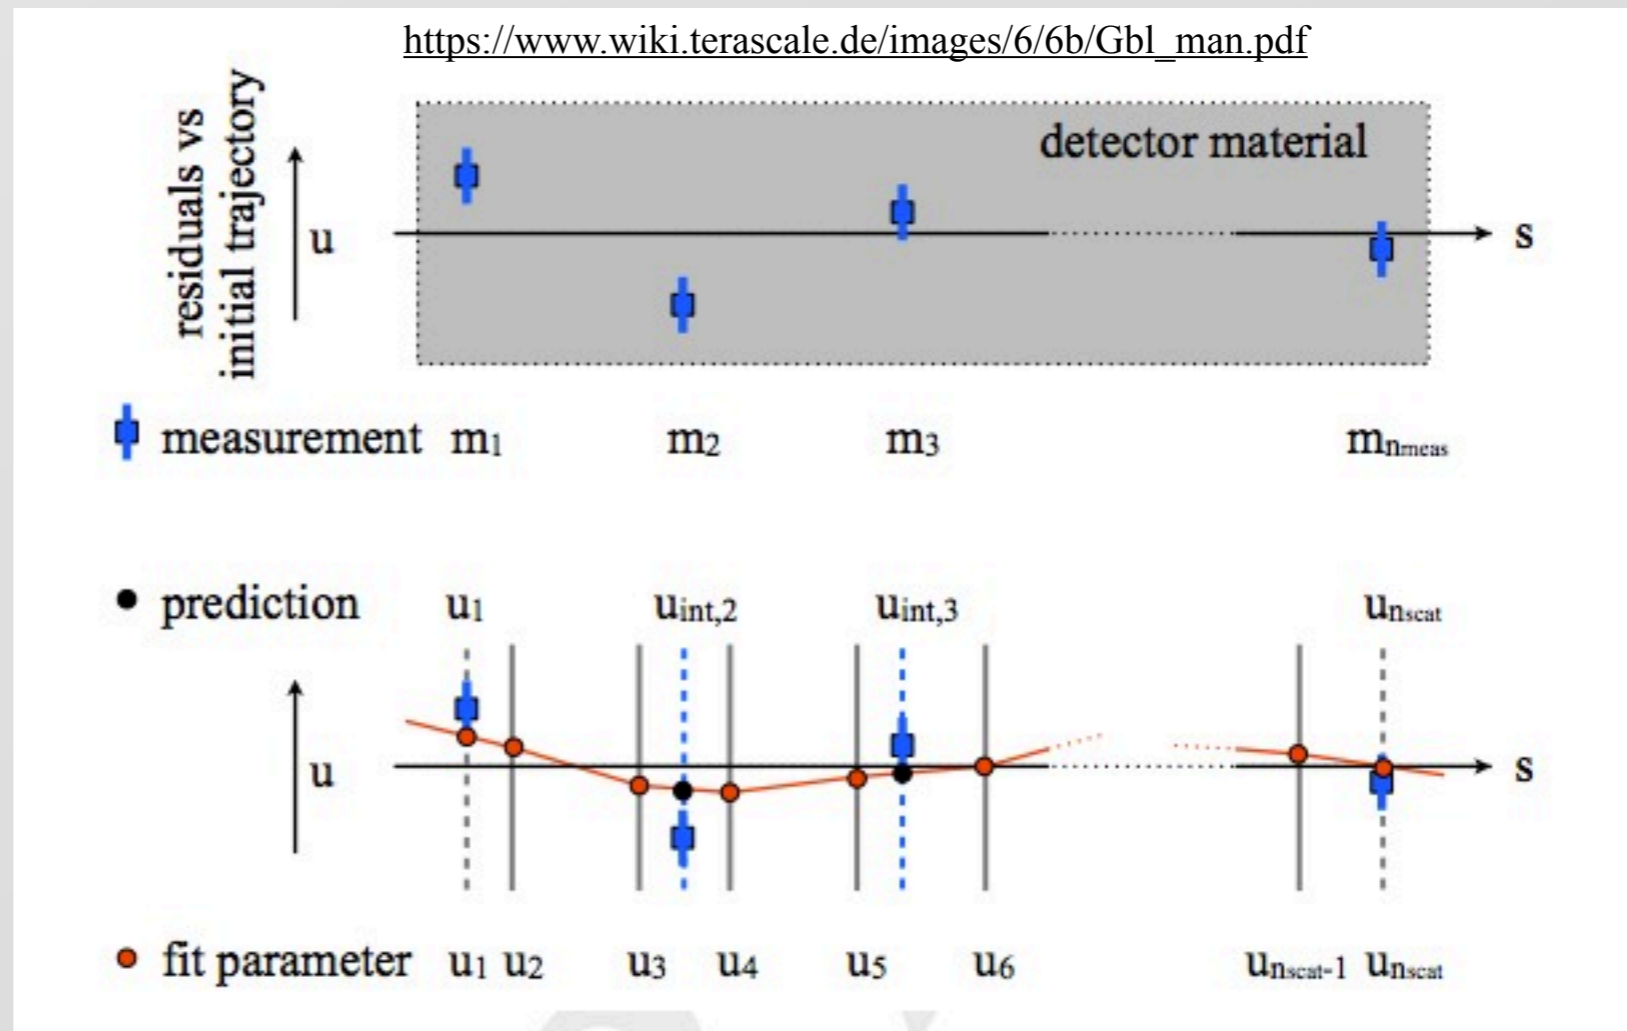 https://www.wiki.terascale.de/images/6/6b/Gbl_man.pdf
residuals vs
initial trajectory
detector material
u
s
measurement m1 m2 m3 mnmeas
prediction u1 uint,2 uint,3 unscat
u
s
fit parameter u1 u2 u3 u4 u5 u6 unscat-1 unscat